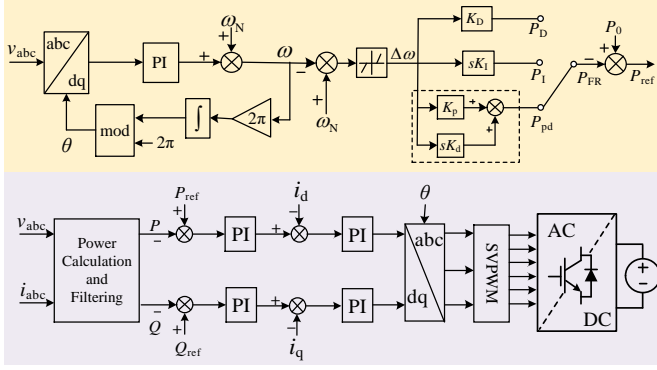 v_abc
abc
dq
PI
+
ω_N
+
ω
−
+
ω_N
Δω
K_D
P_D
sK_I
P_I
K_p
+
+
sK_d
P_pd
P_FR
−
+
P_0
P_ref
θ
mod
∫
2π
2π
v_abc
i_abc
Power
Calculation
and
Filtering
P
−
P_ref
+
PI
+
i_d
−
PI
θ
abc
dq
SVPWM
AC
DC
+
−
Q
−
+
Q_ref
PI
+
−
i_q
PI